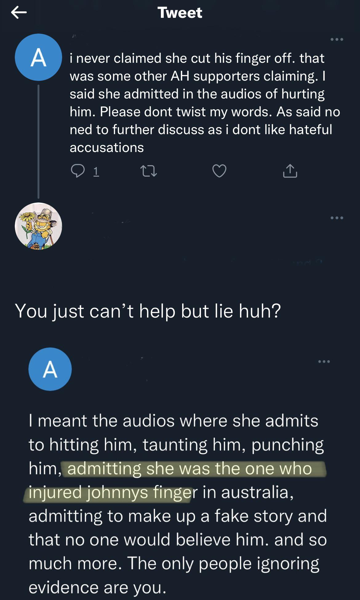 Tweet
A
i never claimed she cut his finger off. that
was some other AH supporters claiming. I
said she admitted in the audios of hurting
him. Please dont twist my words. As said no
ned to further discuss as i dont like hateful
accusations
1
You just can’t help but lie huh?
A
I meant the audios where she admits
to hitting him, taunting him, punching
him, admitting she was the one who
injured johnnys finger in australia,
admitting to make up a fake story and
that no one would believe him. and so
much more. The only people ignoring
evidence are you.